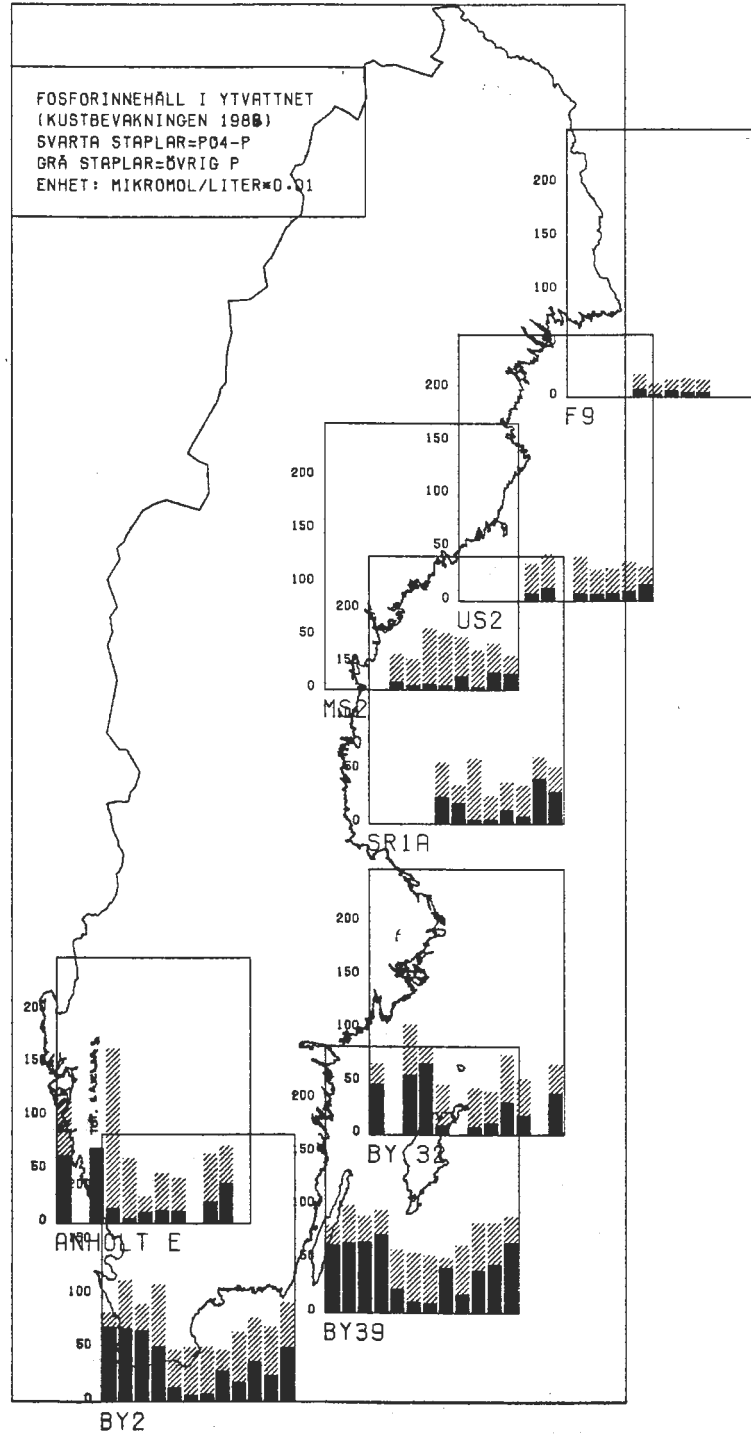 FOSFORINNEHÅLL I YTVATTNET
(KUSTBEVAKNINGEN 1988)
SVARTA STAPLAR=PO4-P
GRÅ STAPLAR=ÖVRIG P
ENHET: MIKROMOL/LITER*0.01
200
150
100
0
F9
200
150
100
50
0
US2
200
150
100
50
0
MS2
200
150
100
50
0
SR1A
200
150
100
50
0
BY 32
200
150
100
50
0
TOT.
ANHOLT E
200
100
50
0
BY39
200
150
100
50
0
BY2